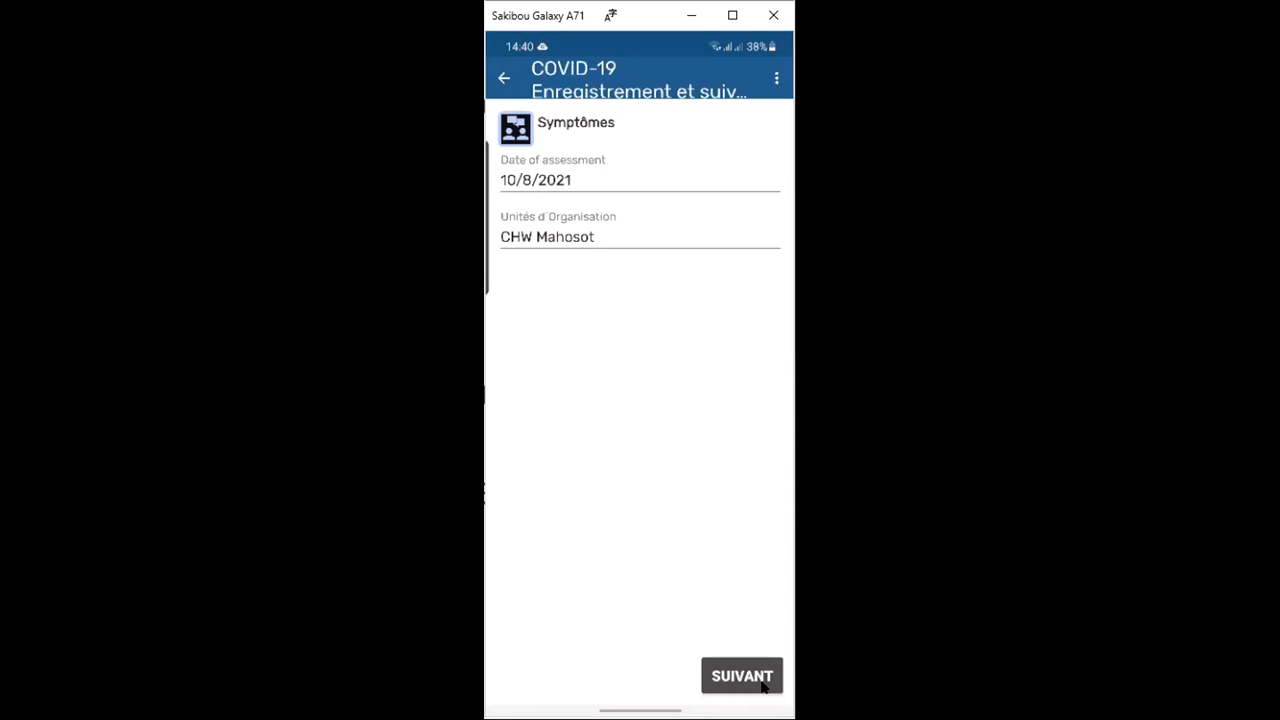 Sakibou Galaxy A71
14:40
38%
COVID-19
Enregistrement et suiv...
Symptômes
Date of assessment
10/8/2021
Unités d'Organisation
CHW Mahosot
SUIVANT